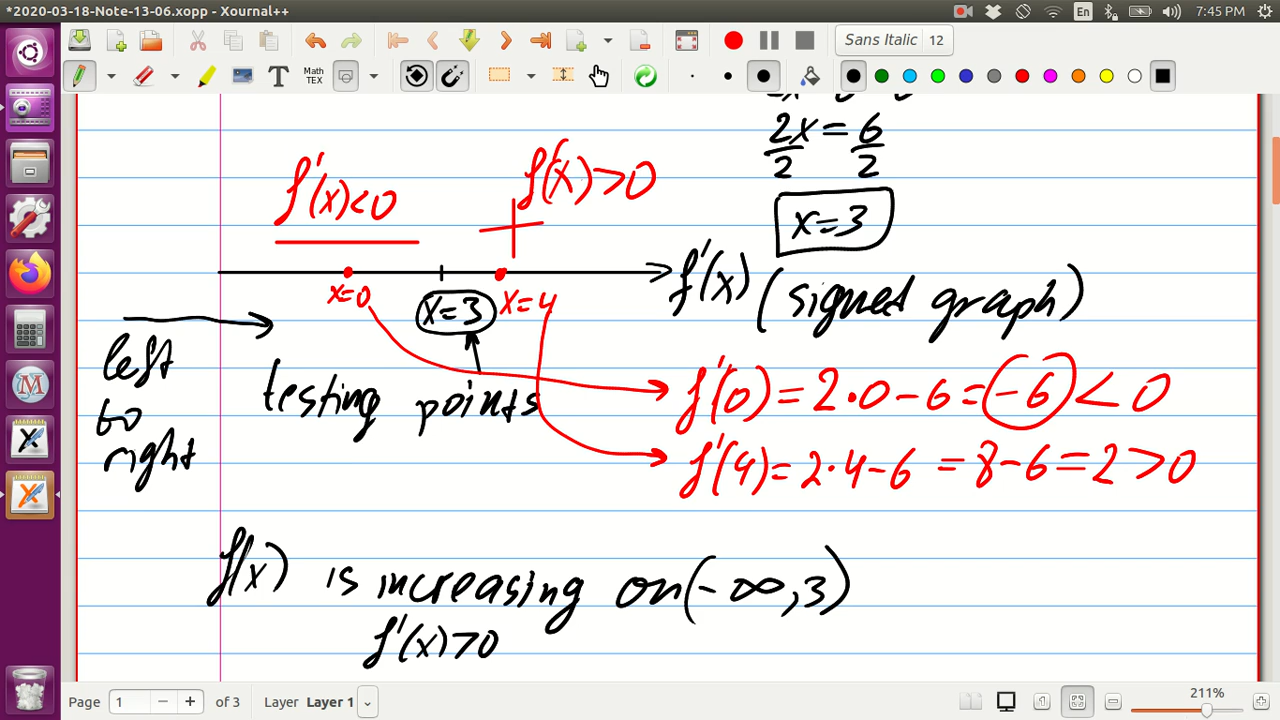 *2020-03-18-Note-13-06.xopp - Xournal++
En
7:45 PM
Math
TEX
Sans Italic 12
2x = 6
2 2
x=3
f'(x)<0
f'(x)>0
x=0
x=3
x=4
f'(x) (signed graph)
left
to
right
testing points
f'(0) = 2·0-6 = -6 < 0
f'(4) = 2·4-6 = 8-6 = 2 > 0
f(x) is increasing on (-∞,3)
f'(x)>0
Page 1 of 3 Layer Layer 1
211%